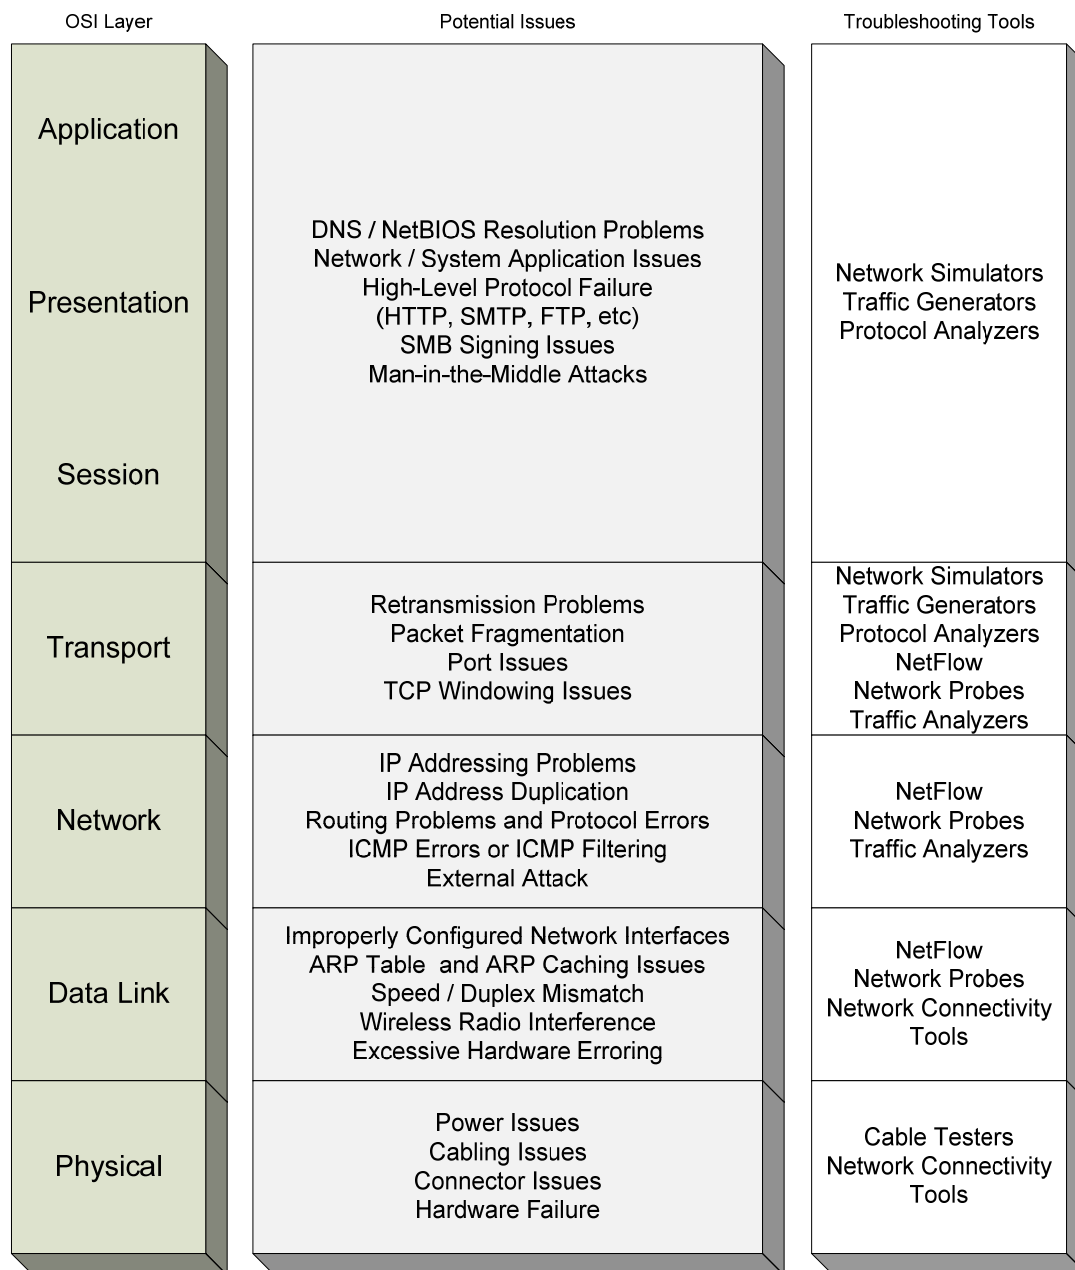 OSI Layer
Potential Issues
Troubleshooting Tools
Application
Presentation
Session
DNS / NetBIOS Resolution Problems
Network / System Application Issues
High-Level Protocol Failure
(HTTP, SMTP, FTP, etc)
SMB Signing Issues
Man-in-the-Middle Attacks
Network Simulators
Traffic Generators
Protocol Analyzers
Transport
Retransmission Problems
Packet Fragmentation
Port Issues
TCP Windowing Issues
Network Simulators
Traffic Generators
Protocol Analyzers
NetFlow
Network Probes
Traffic Analyzers
Network
IP Addressing Problems
IP Address Duplication
Routing Problems and Protocol Errors
ICMP Errors or ICMP Filtering
External Attack
NetFlow
Network Probes
Traffic Analyzers
Data Link
Improperly Configured Network Interfaces
ARP Table and ARP Caching Issues
Speed / Duplex Mismatch
Wireless Radio Interference
Excessive Hardware Erroring
NetFlow
Network Probes
Network Connectivity
Tools
Physical
Power Issues
Cabling Issues
Connector Issues
Hardware Failure
Cable Testers
Network Connectivity
Tools